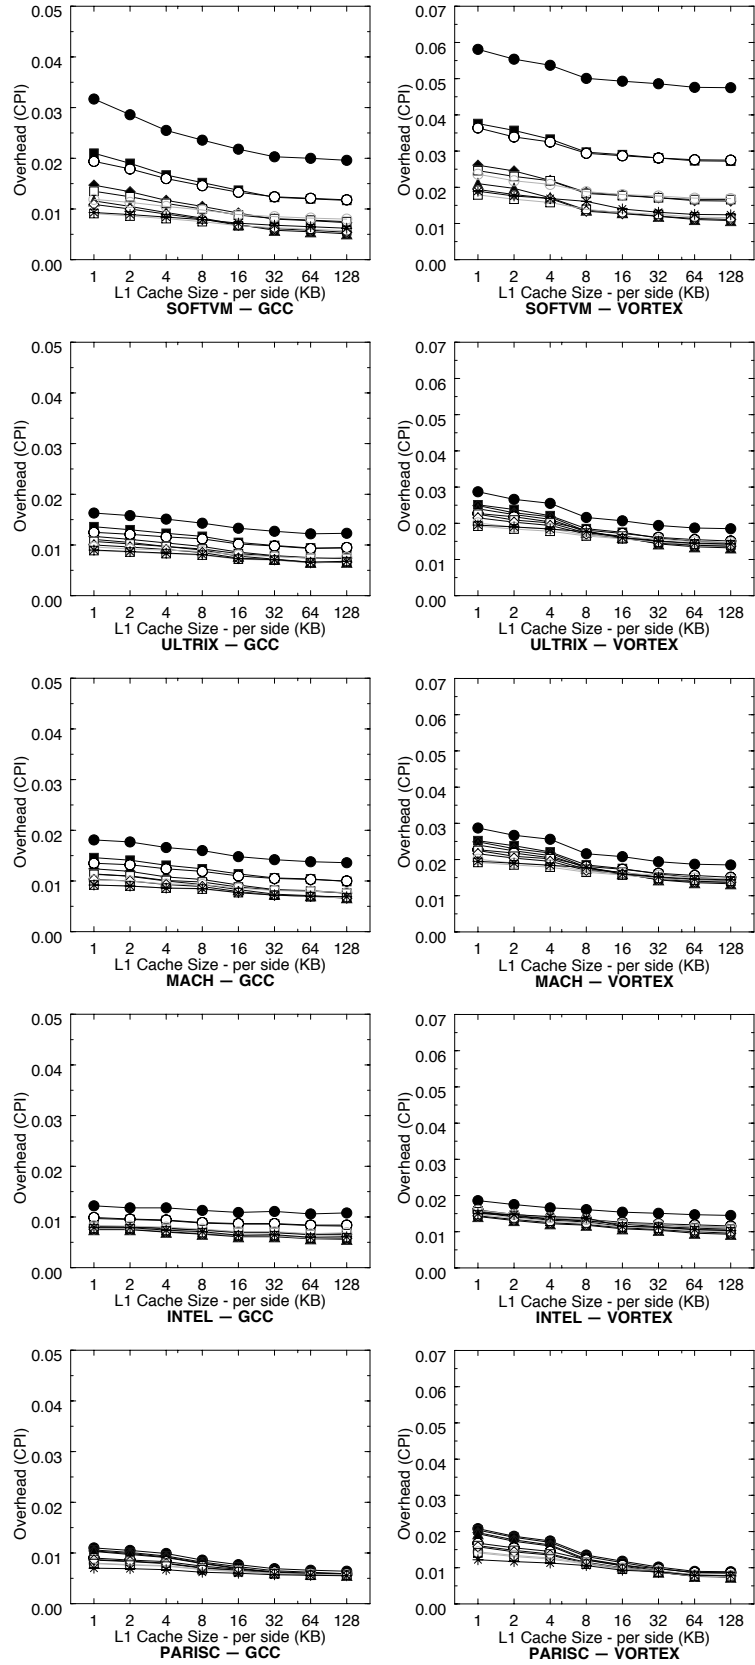 0.05
0.04
0.03
0.02
0.01
0.00
Overhead (CPI)
1 2 4 8 16 32 64 128
L1 Cache Size - per side (KB)
SOFTVM — GCC
0.07
0.06
0.05
0.04
0.03
0.02
0.01
0.00
Overhead (CPI)
1 2 4 8 16 32 64 128
L1 Cache Size - per side (KB)
SOFTVM — VORTEX
0.05
0.04
0.03
0.02
0.01
0.00
Overhead (CPI)
1 2 4 8 16 32 64 128
L1 Cache Size - per side (KB)
ULTRIX — GCC
0.07
0.06
0.05
0.04
0.03
0.02
0.01
0.00
Overhead (CPI)
1 2 4 8 16 32 64 128
L1 Cache Size - per side (KB)
ULTRIX — VORTEX
0.05
0.04
0.03
0.02
0.01
0.00
Overhead (CPI)
1 2 4 8 16 32 64 128
L1 Cache Size - per side (KB)
MACH — GCC
0.07
0.06
0.05
0.04
0.03
0.02
0.01
0.00
Overhead (CPI)
1 2 4 8 16 32 64 128
L1 Cache Size - per side (KB)
MACH — VORTEX
0.05
0.04
0.03
0.02
0.01
0.00
Overhead (CPI)
1 2 4 8 16 32 64 128
L1 Cache Size - per side (KB)
INTEL — GCC
0.07
0.06
0.05
0.04
0.03
0.02
0.01
0.00
Overhead (CPI)
1 2 4 8 16 32 64 128
L1 Cache Size - per side (KB)
INTEL — VORTEX
0.05
0.04
0.03
0.02
0.01
0.00
Overhead (CPI)
1 2 4 8 16 32 64 128
L1 Cache Size - per side (KB)
PARISC — GCC
0.07
0.06
0.05
0.04
0.03
0.02
0.01
0.00
Overhead (CPI)
1 2 4 8 16 32 64 128
L1 Cache Size - per side (KB)
PARISC — VORTEX